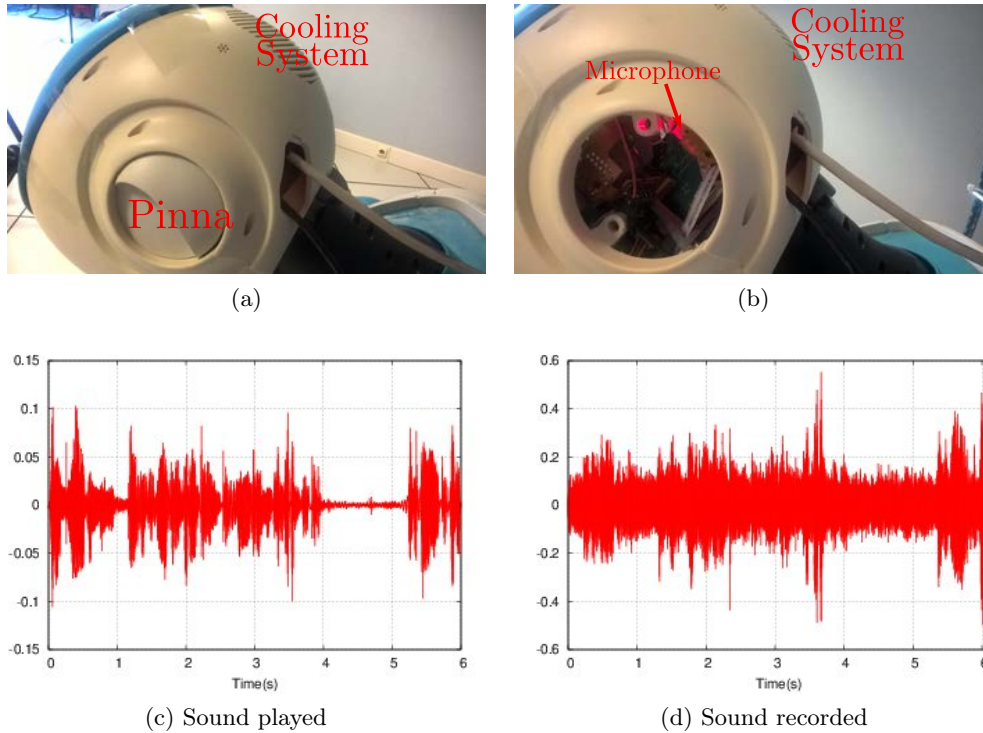 Cooling
System
Pinna
(a)
Cooling
System
Microphone
(b)
0.15
0.1
0.05
0
-0.05
-0.1
-0.15
0 1 2 3 4 5 6
Time(s)
(c) Sound played
0.6
0.4
0.2
0
-0.2
-0.4
-0.6
0 1 2 3 4 5 6
Time(s)
(d) Sound recorded